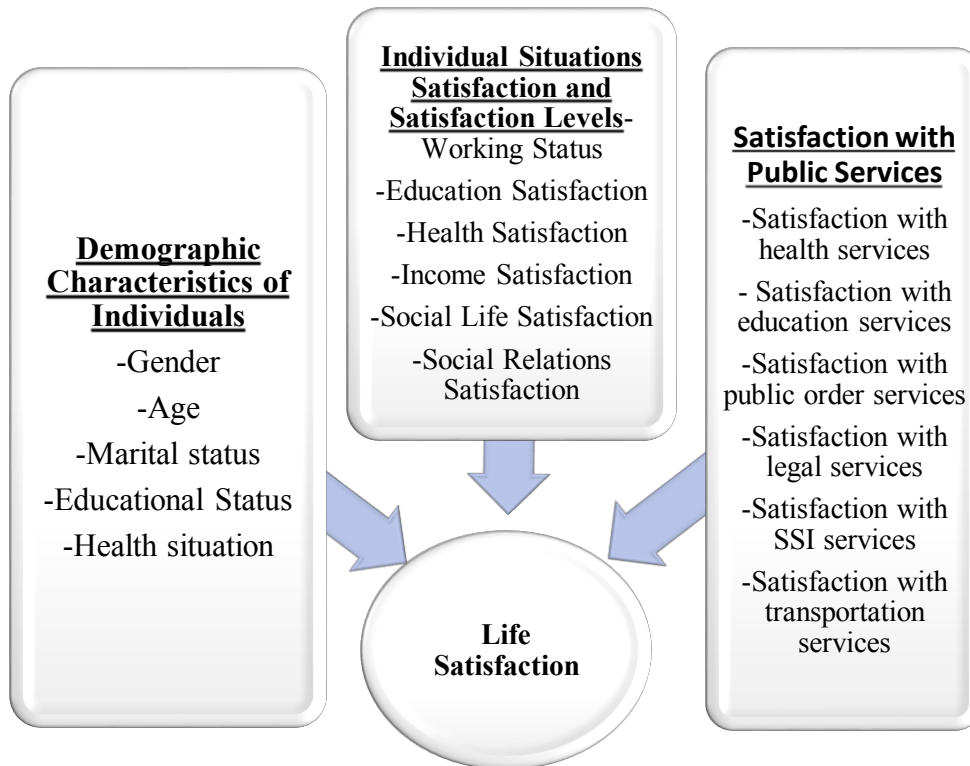 Demographic
Characteristics of
Individuals
-Gender
-Age
-Marital status
-Educational Status
-Health situation
Individual Situations
Satisfaction and
Satisfaction Levels-
Working Status
-Education Satisfaction
-Health Satisfaction
-Income Satisfaction
-Social Life Satisfaction
-Social Relations
Satisfaction
Satisfaction with
Public Services
-Satisfaction with
health services
- Satisfaction with
education services
-Satisfaction with
public order services
-Satisfaction with
legal services
-Satisfaction with
SSI services
-Satisfaction with
transportation
services
Life
Satisfaction